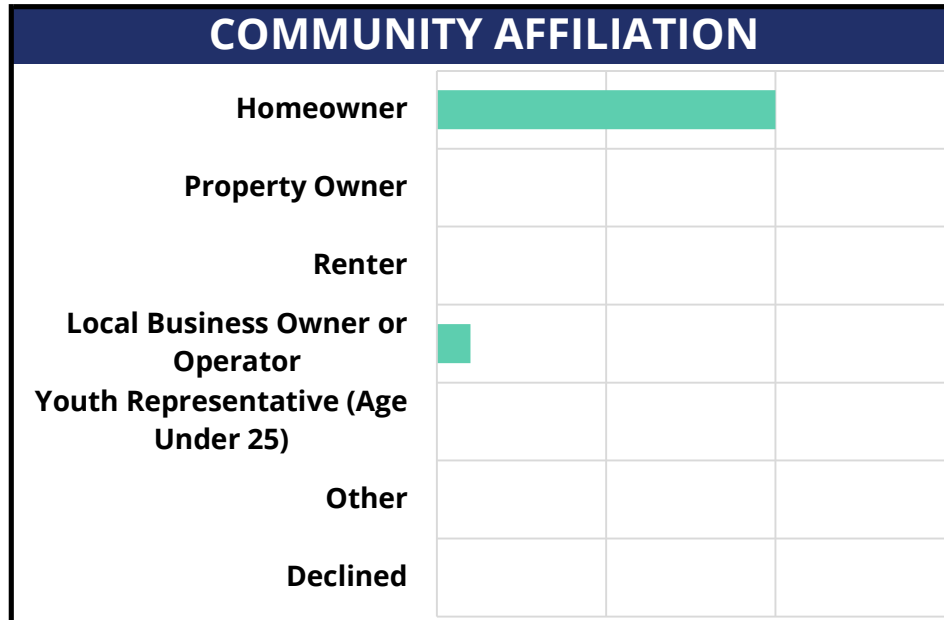 COMMUNITY AFFILIATION
Homeowner
Property Owner
Renter
Local Business Owner or
Operator
Youth Representative (Age
Under 25)
Other
Declined